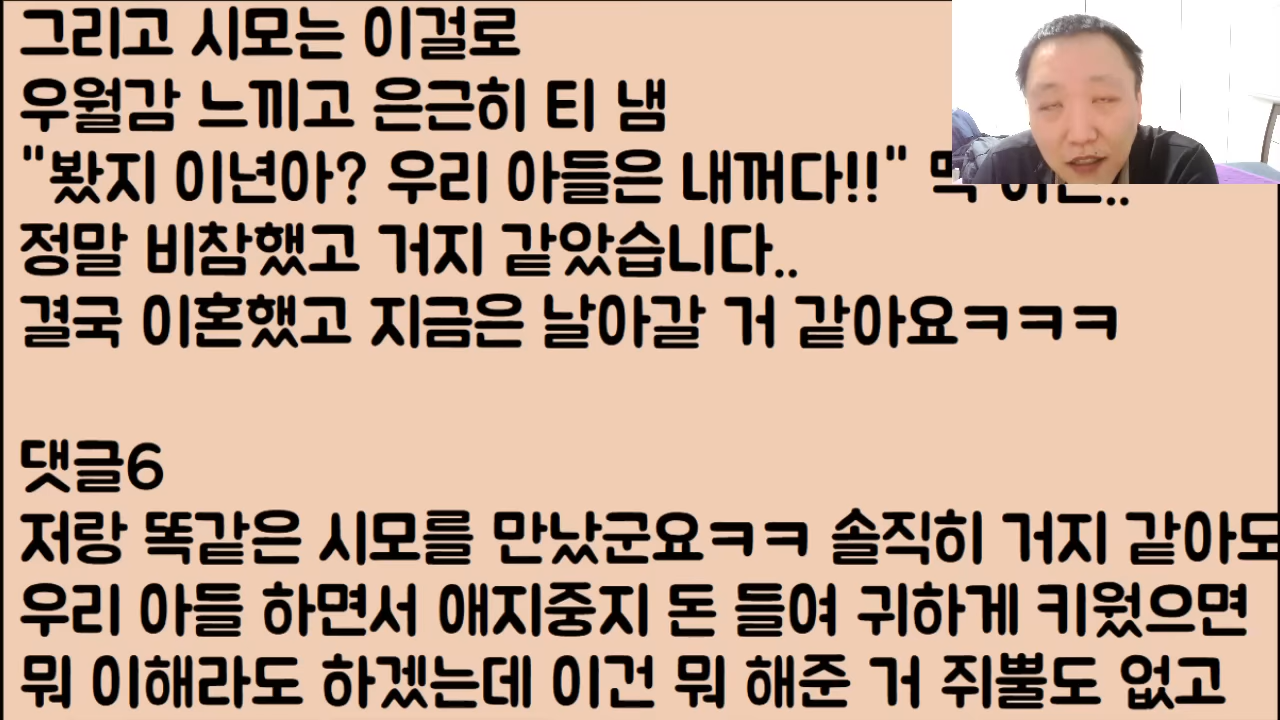 그리고 시모는 이걸로
우월감 느끼고 은근히 티 냄
"봤지 이년아? 우리 아들은 내꺼다!!"
정말 비참했고 거지 같았습니다..
결국 이혼했고 지금은 날아갈 거 같아요ㅋㅋㅋ
댓글6
저랑 똑같은 시모를 만났군요ㅋㅋ 솔직히 거지 같아도
우리 아들 하면서 애지중지 돈 들여 귀하게 키웠으면
뭐 이해라도 하겠는데 이건 뭐 해준 거 쥐뿔도 없고